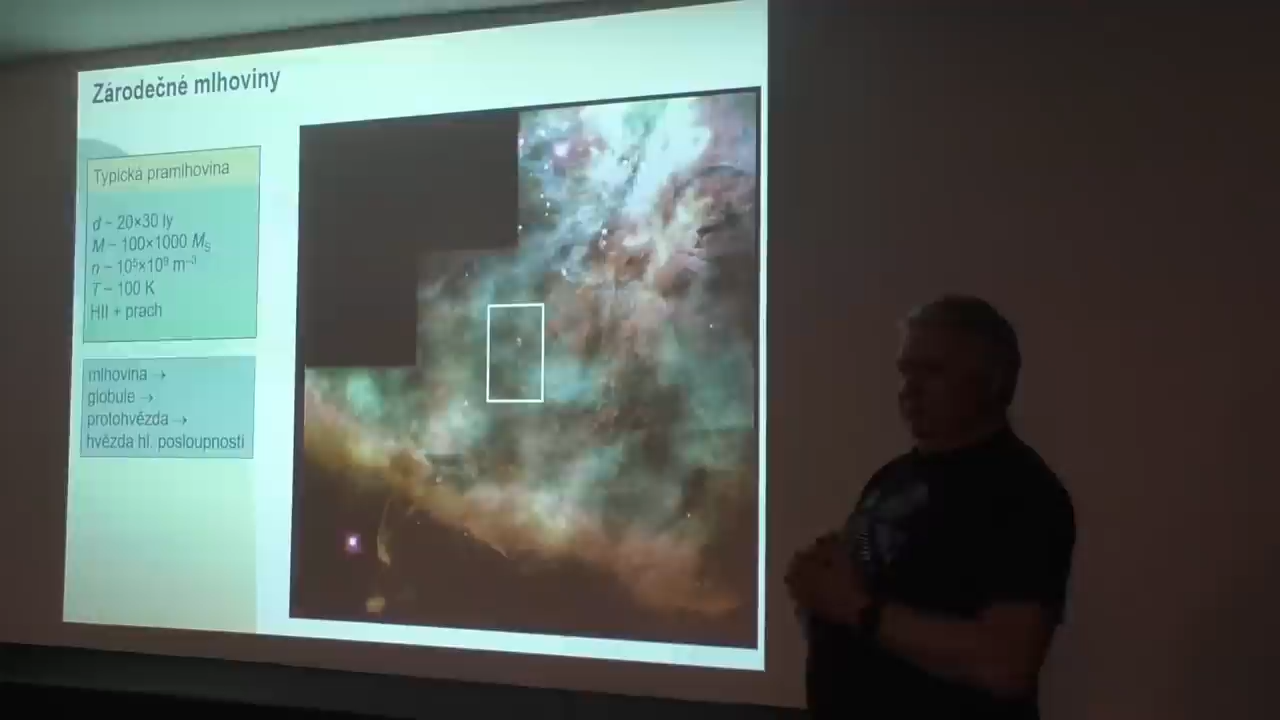 Zárodečné mlhoviny
Typická pramlhovina
d ~ 20×30 ly
M ~ 100×1000 MS
n ~ 10⁵×10⁹ m⁻³
T ~ 100 K
HII + prach
mlhovina →
globule →
protohvězda →
hvězda hl. posloupnosti